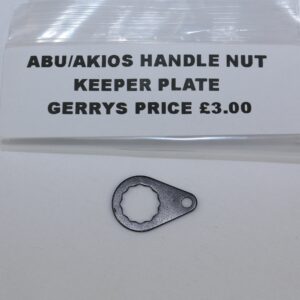 ABU/AKIOS HANDLE NUT
KEEPER PLATE
GERRYS PRICE £3.00